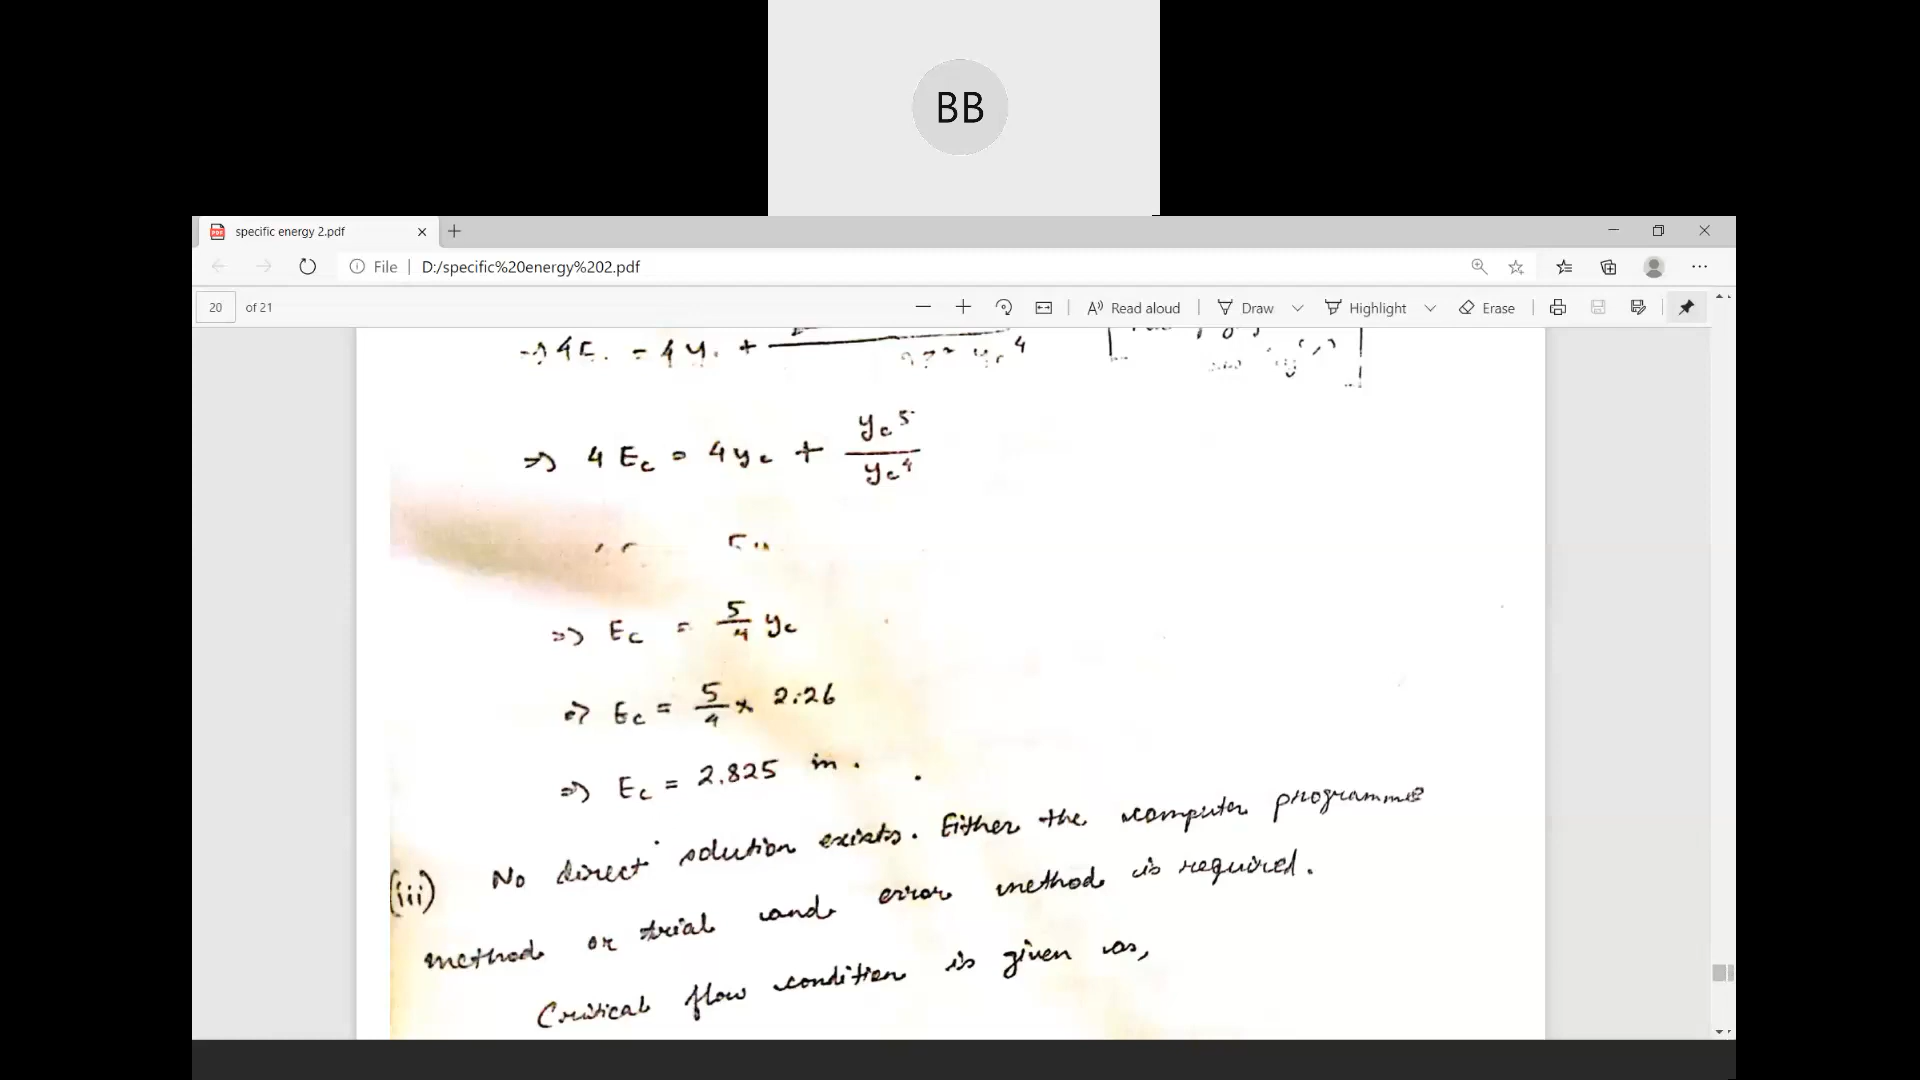 BB
specific energy 2.pdf
File | D:/specific%20energy%202.pdf
20 of 21 Read aloud Draw Highlight Erase
⇒ 4 Ec = 4yc + yc^5 / yc^4
⇒ Ec = 5/4 yc
⇒ Ec = 5/4 × 2.26
⇒ Ec = 2.825 m.
(iii) No direct solution exists. Either the computer programme
method or trial and error method is required.
Critical flow condition is given as,